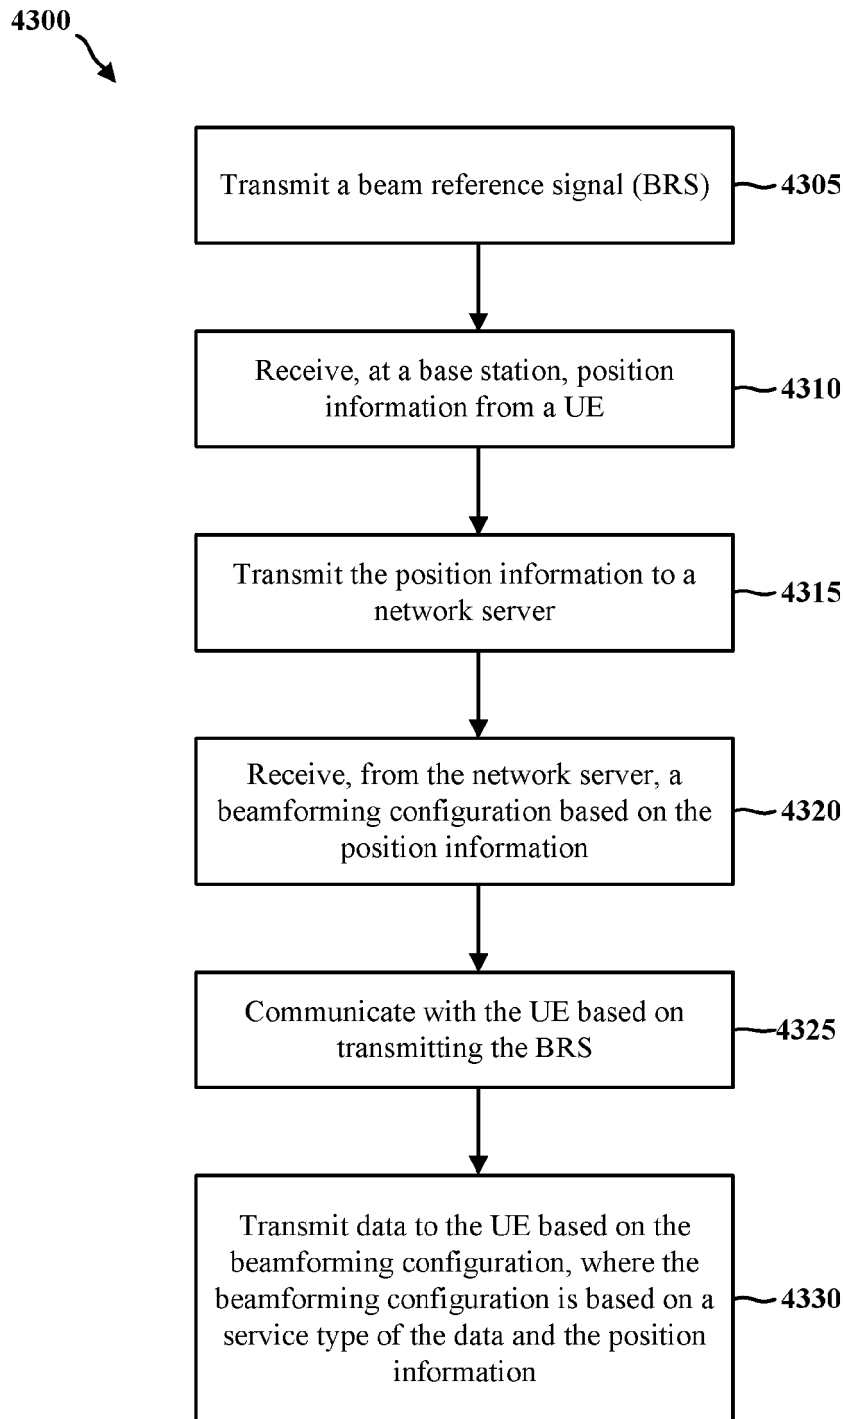 4300
Transmit a beam reference signal (BRS)
4305
Receive, at a base station, position
information from a UE
4310
Transmit the position information to a
network server
4315
Receive, from the network server, a
beamforming configuration based on the
position information
4320
Communicate with the UE based on
transmitting the BRS
4325
Transmit data to the UE based on the
beamforming configuration, where the
beamforming configuration is based on a
service type of the data and the position
information
4330